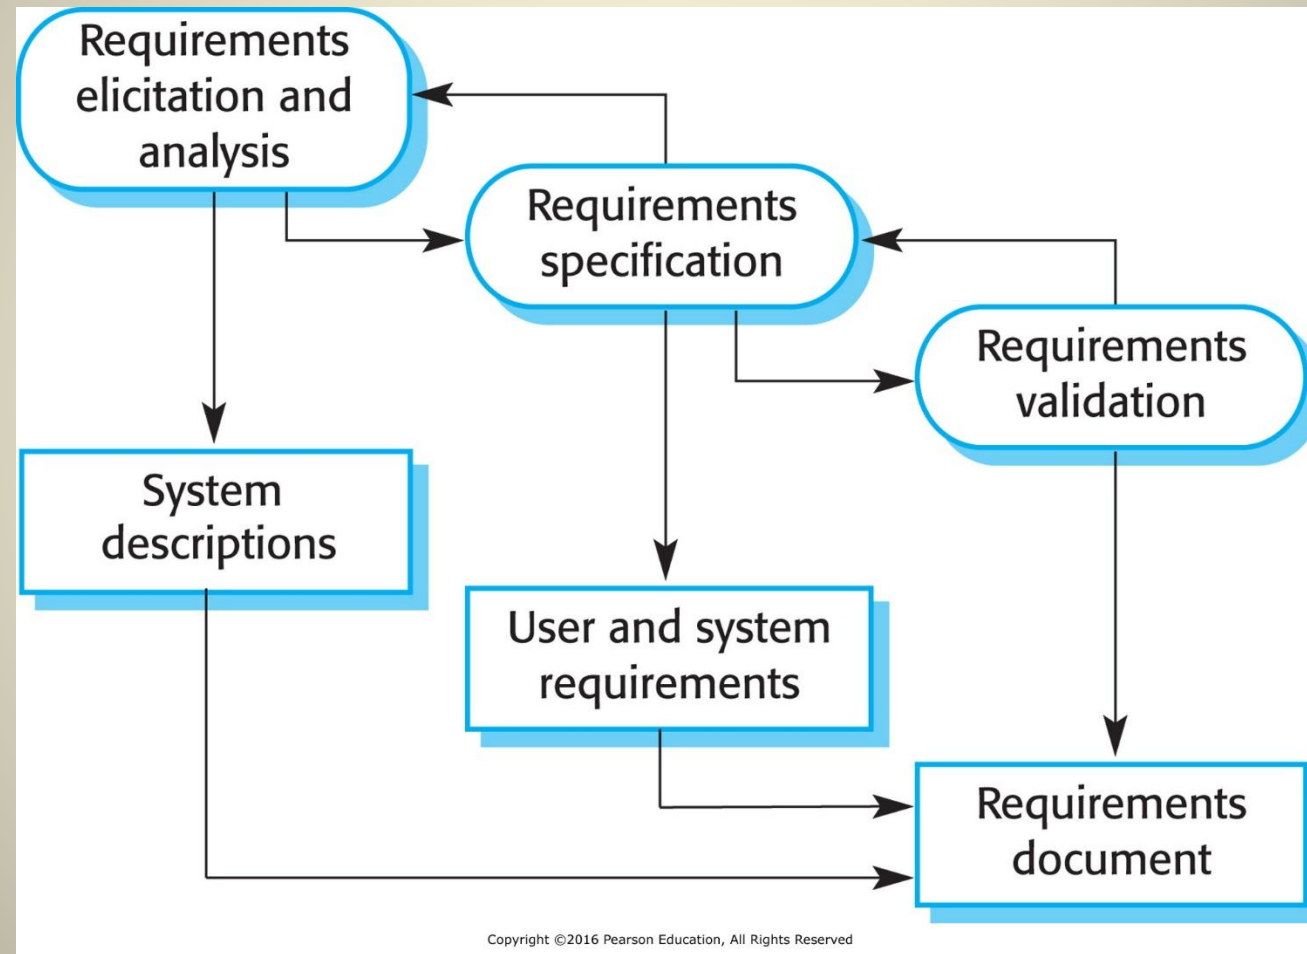 Requirements
elicitation and
analysis
Requirements
specification
Requirements
validation
System
descriptions
User and system
requirements
Requirements
document
Copyright ©2016 Pearson Education, All Rights Reserved